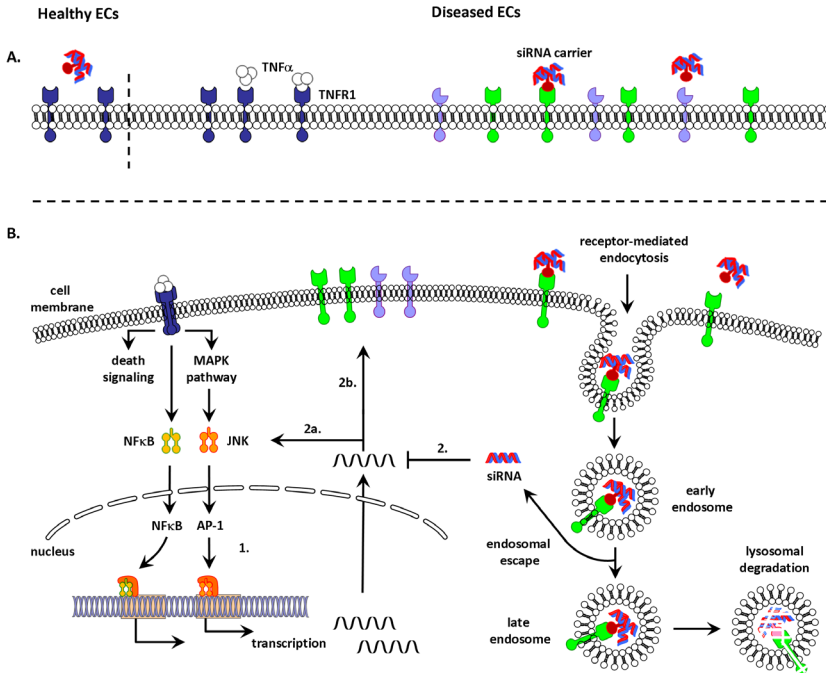 Healthy ECs
Diseased ECs
A.
TNFα
siRNA carrier
TNFR1
B.
receptor-mediated
endocytosis
cell
membrane
death
signaling
MAPK
pathway
2b.
NFκB
JNK
2a.
2.
siRNA
early
endosome
nucleus
NFκB
AP-1
1.
endosomal
escape
lysosomal
degradation
late
endosome
transcription